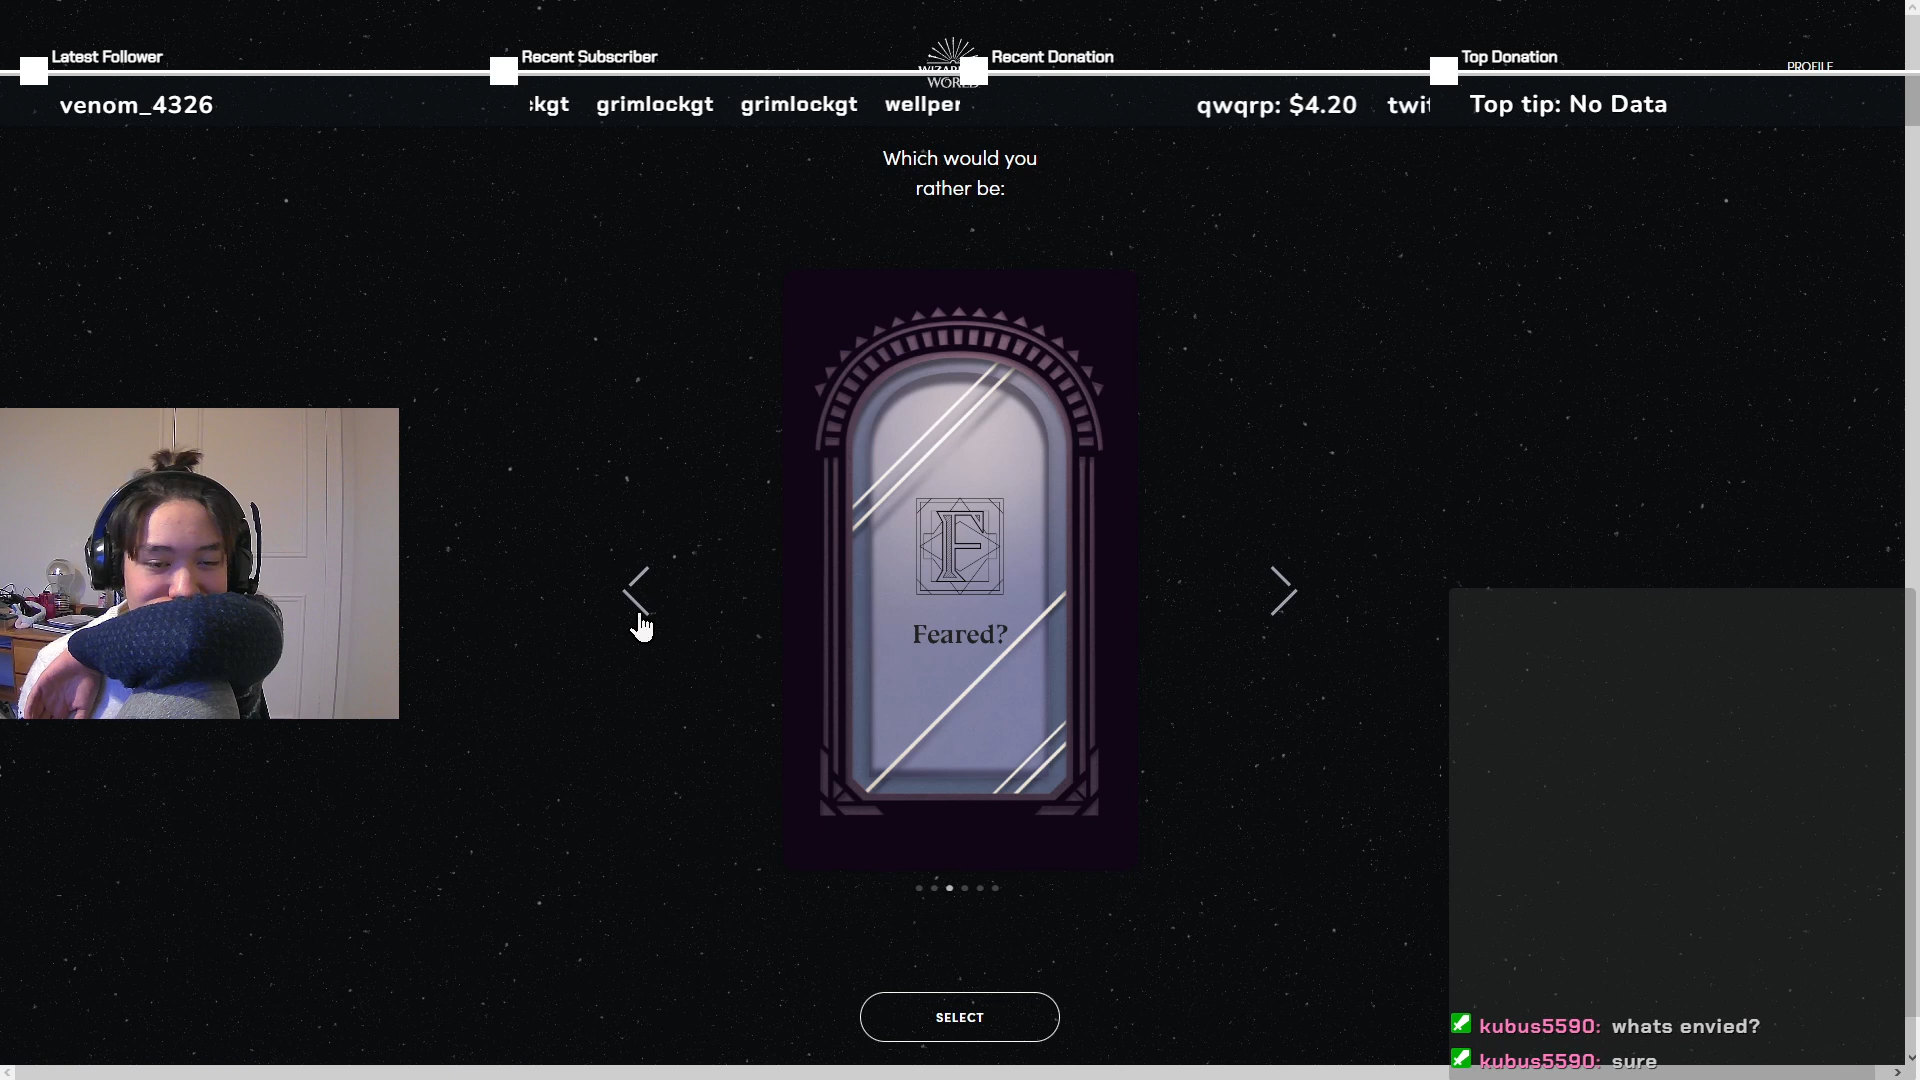 Latest Follower
Recent Subscriber
Recent Donation
Top Donation
PROFILE
WORLD
venom_4326
grimlockgt grimlockgt
qwqrp: $4.20
Top tip: No Data
Which would you
rather be:
F
Feared?
SELECT
kubus5590: whats envied?
kubus5590: sure